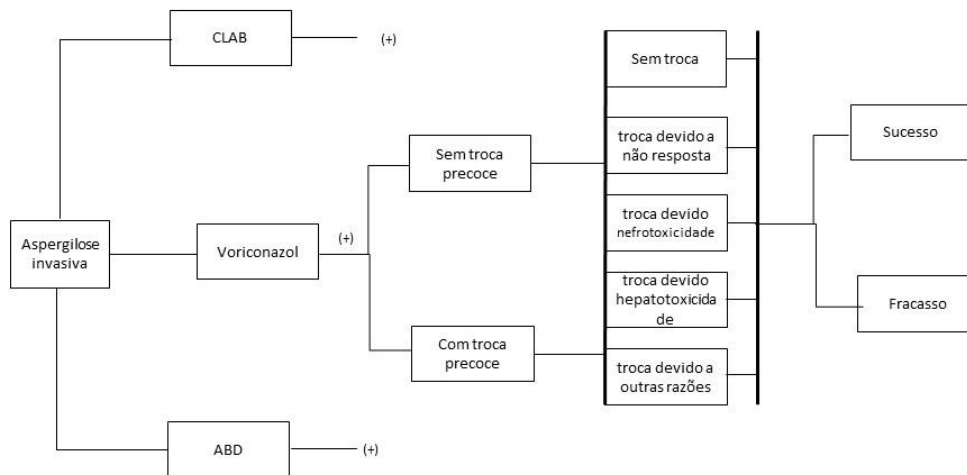 CLAB
(+)
Sem troca
Sucesso
troca devido a
não resposta
Sem troca
precoce
troca devido
nefrotoxicidade
Aspergilose
invasiva
Voriconazol
(+)
troca devido
hepatotoxicida
de
Fracasso
Com troca
precoce
troca devido a
outras razões
ABD
(+)